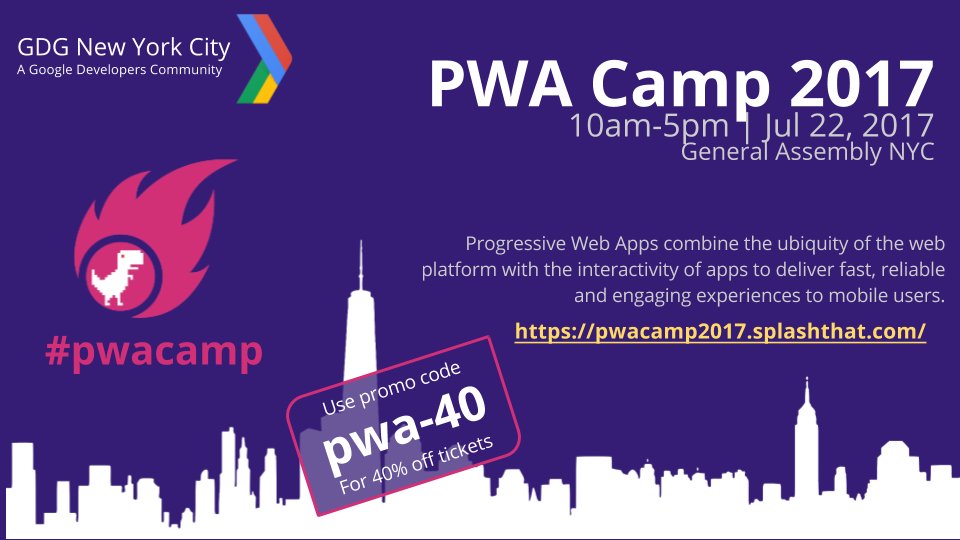 GDG New York City
A Google Developers Community
PWA Camp 2017
10am-5pm | Jul 22, 2017
General Assembly NYC
Progressive Web Apps combine the ubiquity of the web
platform with the interactivity of apps to deliver fast, reliable
and engaging experiences to mobile users.
https://pwacamp2017.splashthat.com/
#pwacamp
Use promo code
pwa-40
For 40% off tickets